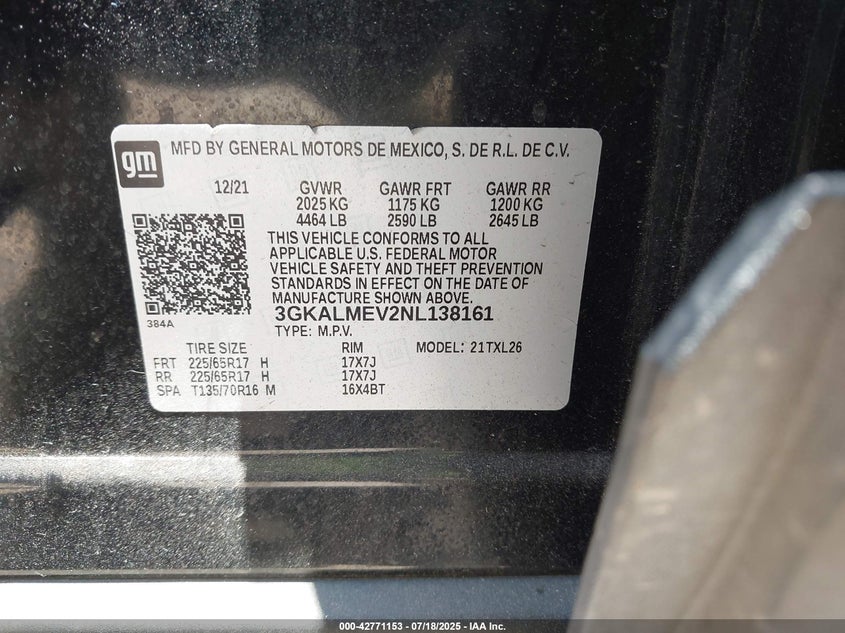 gm
MFD BY GENERAL MOTORS DE MEXICO, S. DE R.L. DE C.V.
12/21 GVWR GAWR FRT GAWR RR
2025 KG 1175 KG 1200 KG
4464 LB 2590 LB 2645 LB
THIS VEHICLE CONFORMS TO ALL
APPLICABLE U.S. FEDERAL MOTOR
VEHICLE SAFETY AND THEFT PREVENTION
STANDARDS IN EFFECT ON THE DATE OF
MANUFACTURE SHOWN ABOVE.
3GKALMEV2NL138161
384A
TYPE: M.P.V.
TIRE SIZE RIM MODEL: 21TXL26
FRT 225/65R17 H 17X7J
RR 225/65R17 H 17X7J
SPA T135/70R16 M 16X4BT
000-42771153 - 07/18/2025 - IAA Inc.